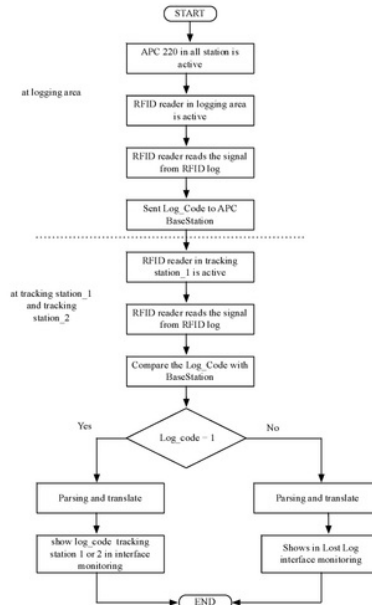 START
APC 220 in all station is
active
at logging area
RFID reader in logging area
is active
RFID reader reads the signal
from RFID log
Sent Log_Code to APC
BaseStation
RFID reader in tracking
station_1 is active
at tracking station_1
and tracking
station_2
RFID reader reads the signal
from RFID log
Compare the Log_Code with
BaseStation
Yes
No
Log_code = 1
Parsing and translate
Parsing and translate
show log_code tracking
station 1 or 2 in interface
monitoring
Shows in Lost Log
interface monitoring
END